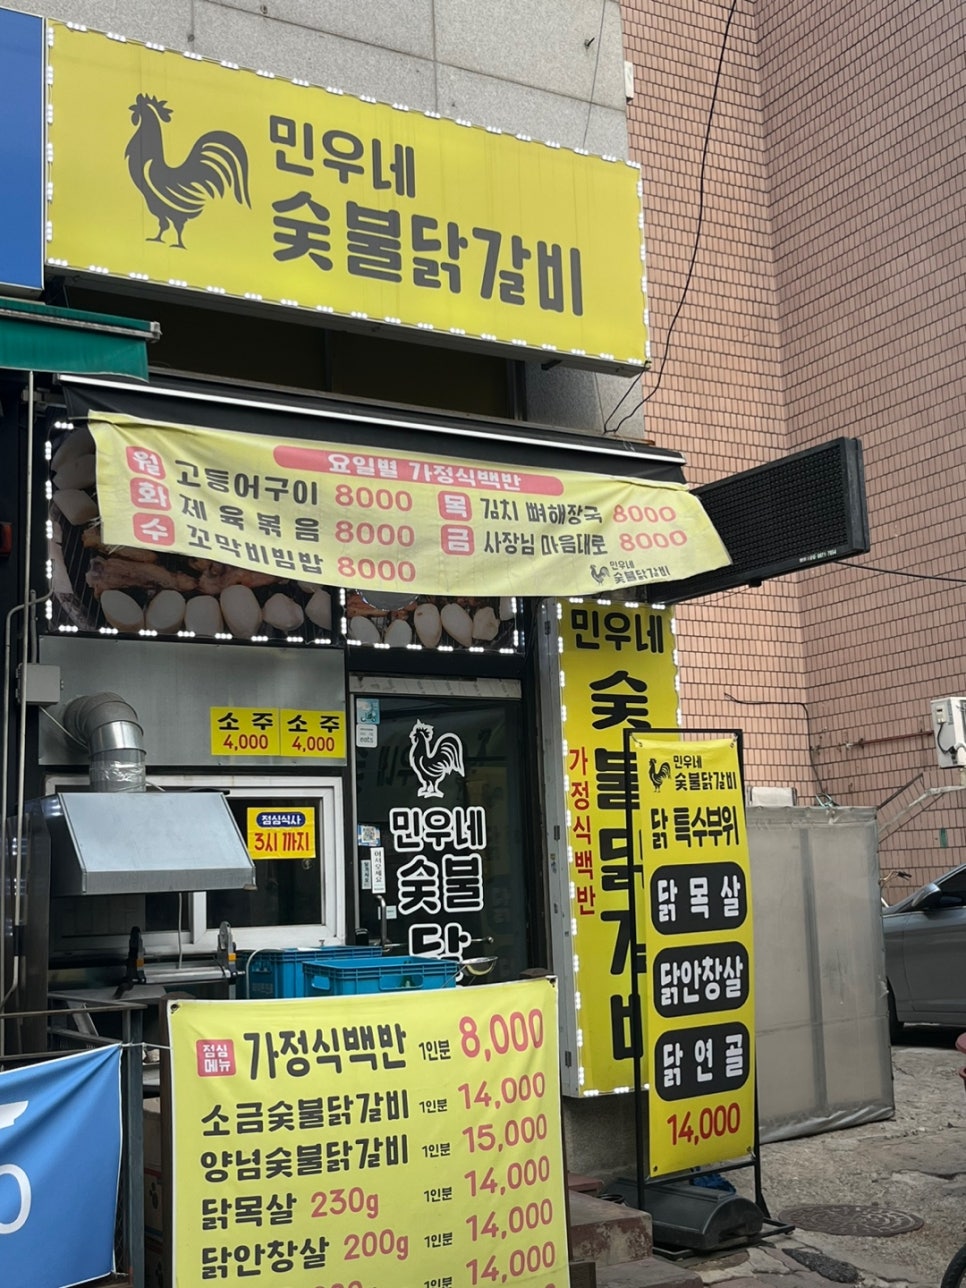 민우네
숯불닭갈비
요일별 가정식백반
월 고등어구이 8000
화 제육볶음 8000
수 꼬막비빔밥 8000
목 김치 뼈해장국 8000
금 사장님 마음대로 8000
민우네
숯불닭갈비
소주
4,000
소주
4,000
점심식사
3시 까지
민우네
숯불
닭
민우네
숯불닭갈비
가정식백반
민우네
숯불닭갈비
닭 특수부위
닭목살
닭안창살
닭연골
14,000
점심
메뉴
가정식백반 1인분 8,000
소금숯불닭갈비 1인분 14,000
양념숯불닭갈비 1인분 15,000
닭목살 230g 1인분 14,000
닭안창살 200g 1인분 14,000
1인분 14,000